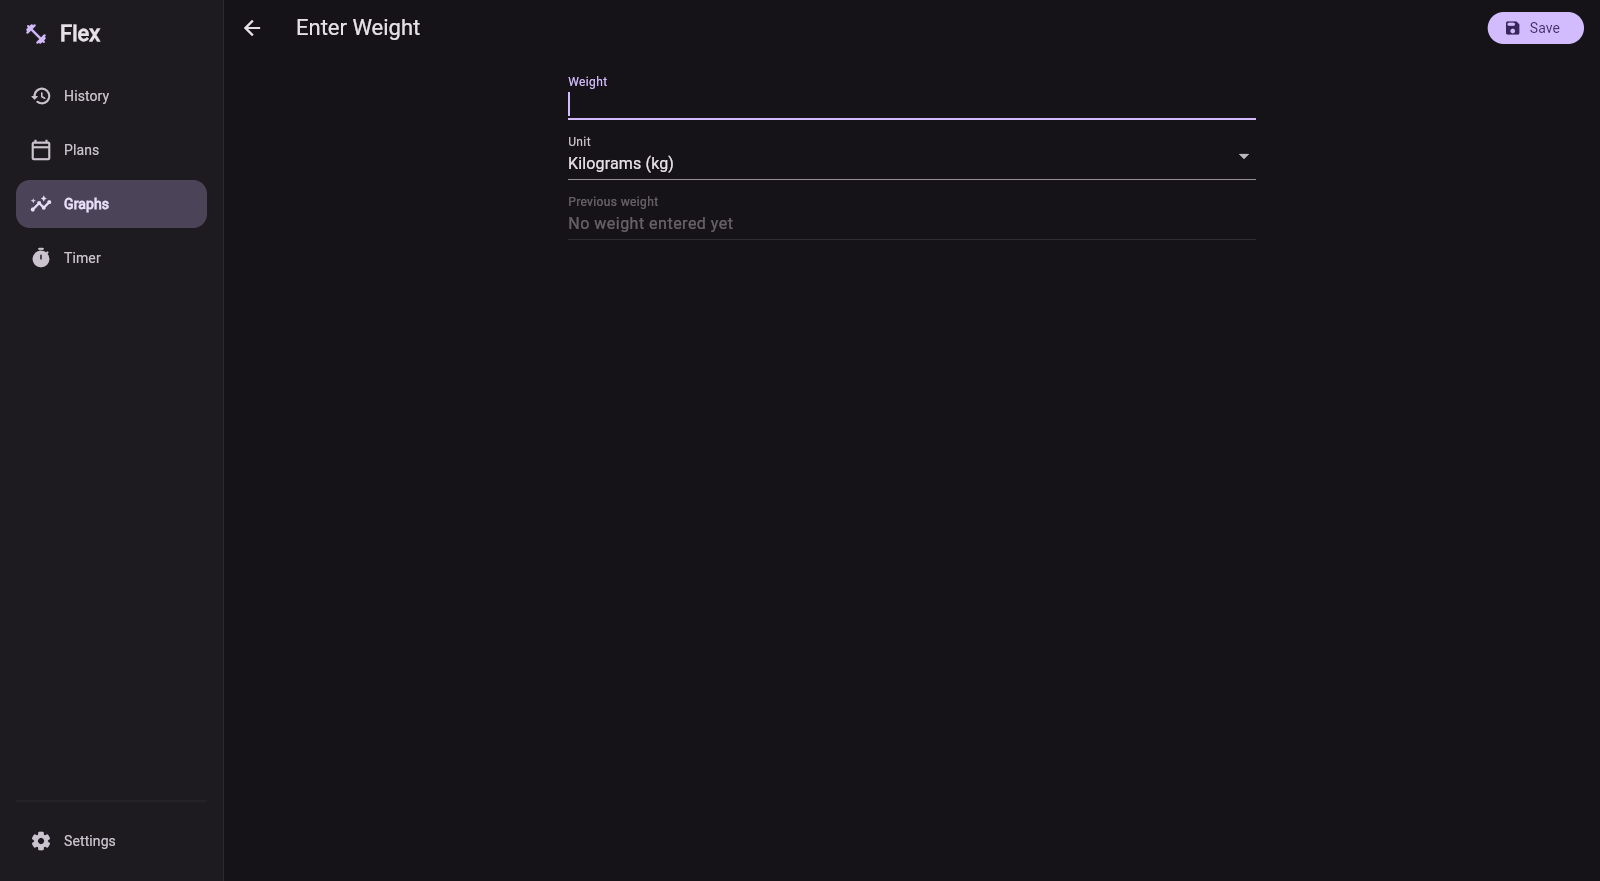 Flex
History
Plans
Graphs
Timer
Settings
Enter Weight
Save
Weight
Unit
Kilograms (kg)
Previous weight
No weight entered yet